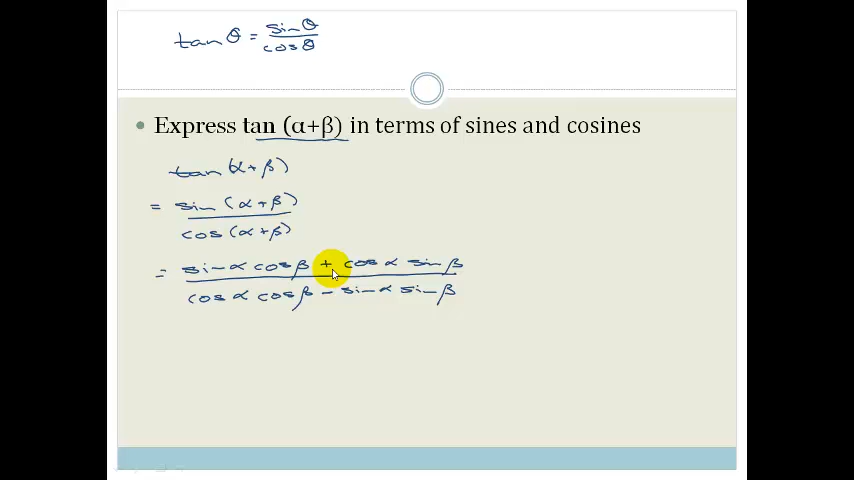 tan θ = sin θ / cos θ
• Express tan (α+β) in terms of sines and cosines
tan (α + β)
= sin (α + β) / cos (α + β)
= sin α cos β + cos α sin β / cos α cos β - sin α sin β